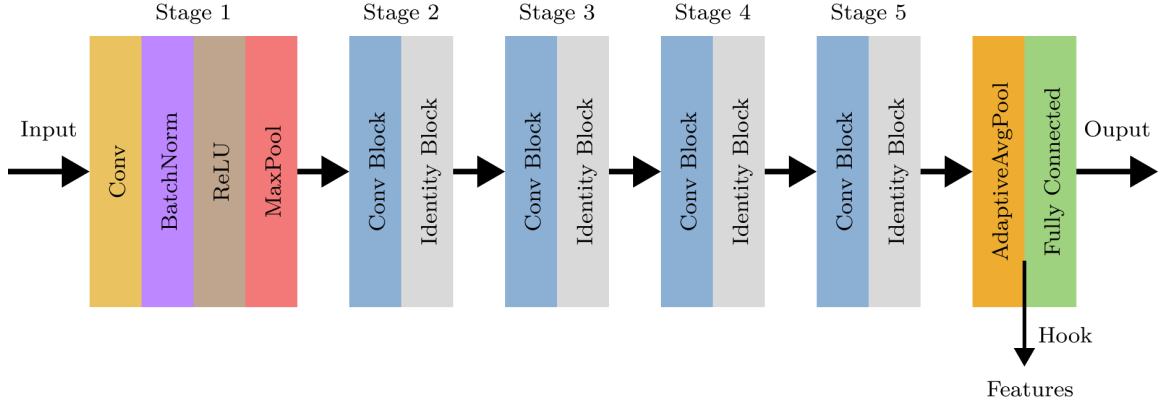 Stage 1
Stage 2
Stage 3
Stage 4
Stage 5
Input
Conv
BatchNorm
ReLU
MaxPool
Conv Block
Identity Block
Conv Block
Identity Block
Conv Block
Identity Block
Conv Block
Identity Block
AdaptiveAvgPool
Fully Connected
Ouput
Hook
Features